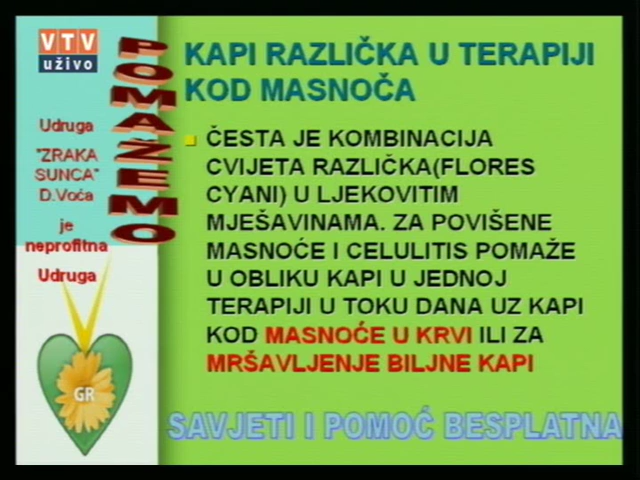 VTV
uživo
POMAŽEMO
Udruga
"ZRAKA
SUNCA"
D.Voća
je
neprofitna
Udruga
GR
KAPI RAZLIČKA U TERAPIJI
KOD MASNOČA
ČESTA JE KOMBINACIJA
CVIJETA RAZLIČKA(FLORES
CYANI) U LJEKOVITIM
MJEŠAVINAMA. ZA POVIŠENE
MASNOĆE I CELULITIS POMAŽE
U OBLIKU KAPI U JEDNOJ
TERAPIJI U TOKU DANA UZ KAPI
KOD MASNOĆE U KRVI ILI ZA
MRŠAVLJENJE BILJNE KAPI
SAVJETI I POMOĆ BESPLATNA